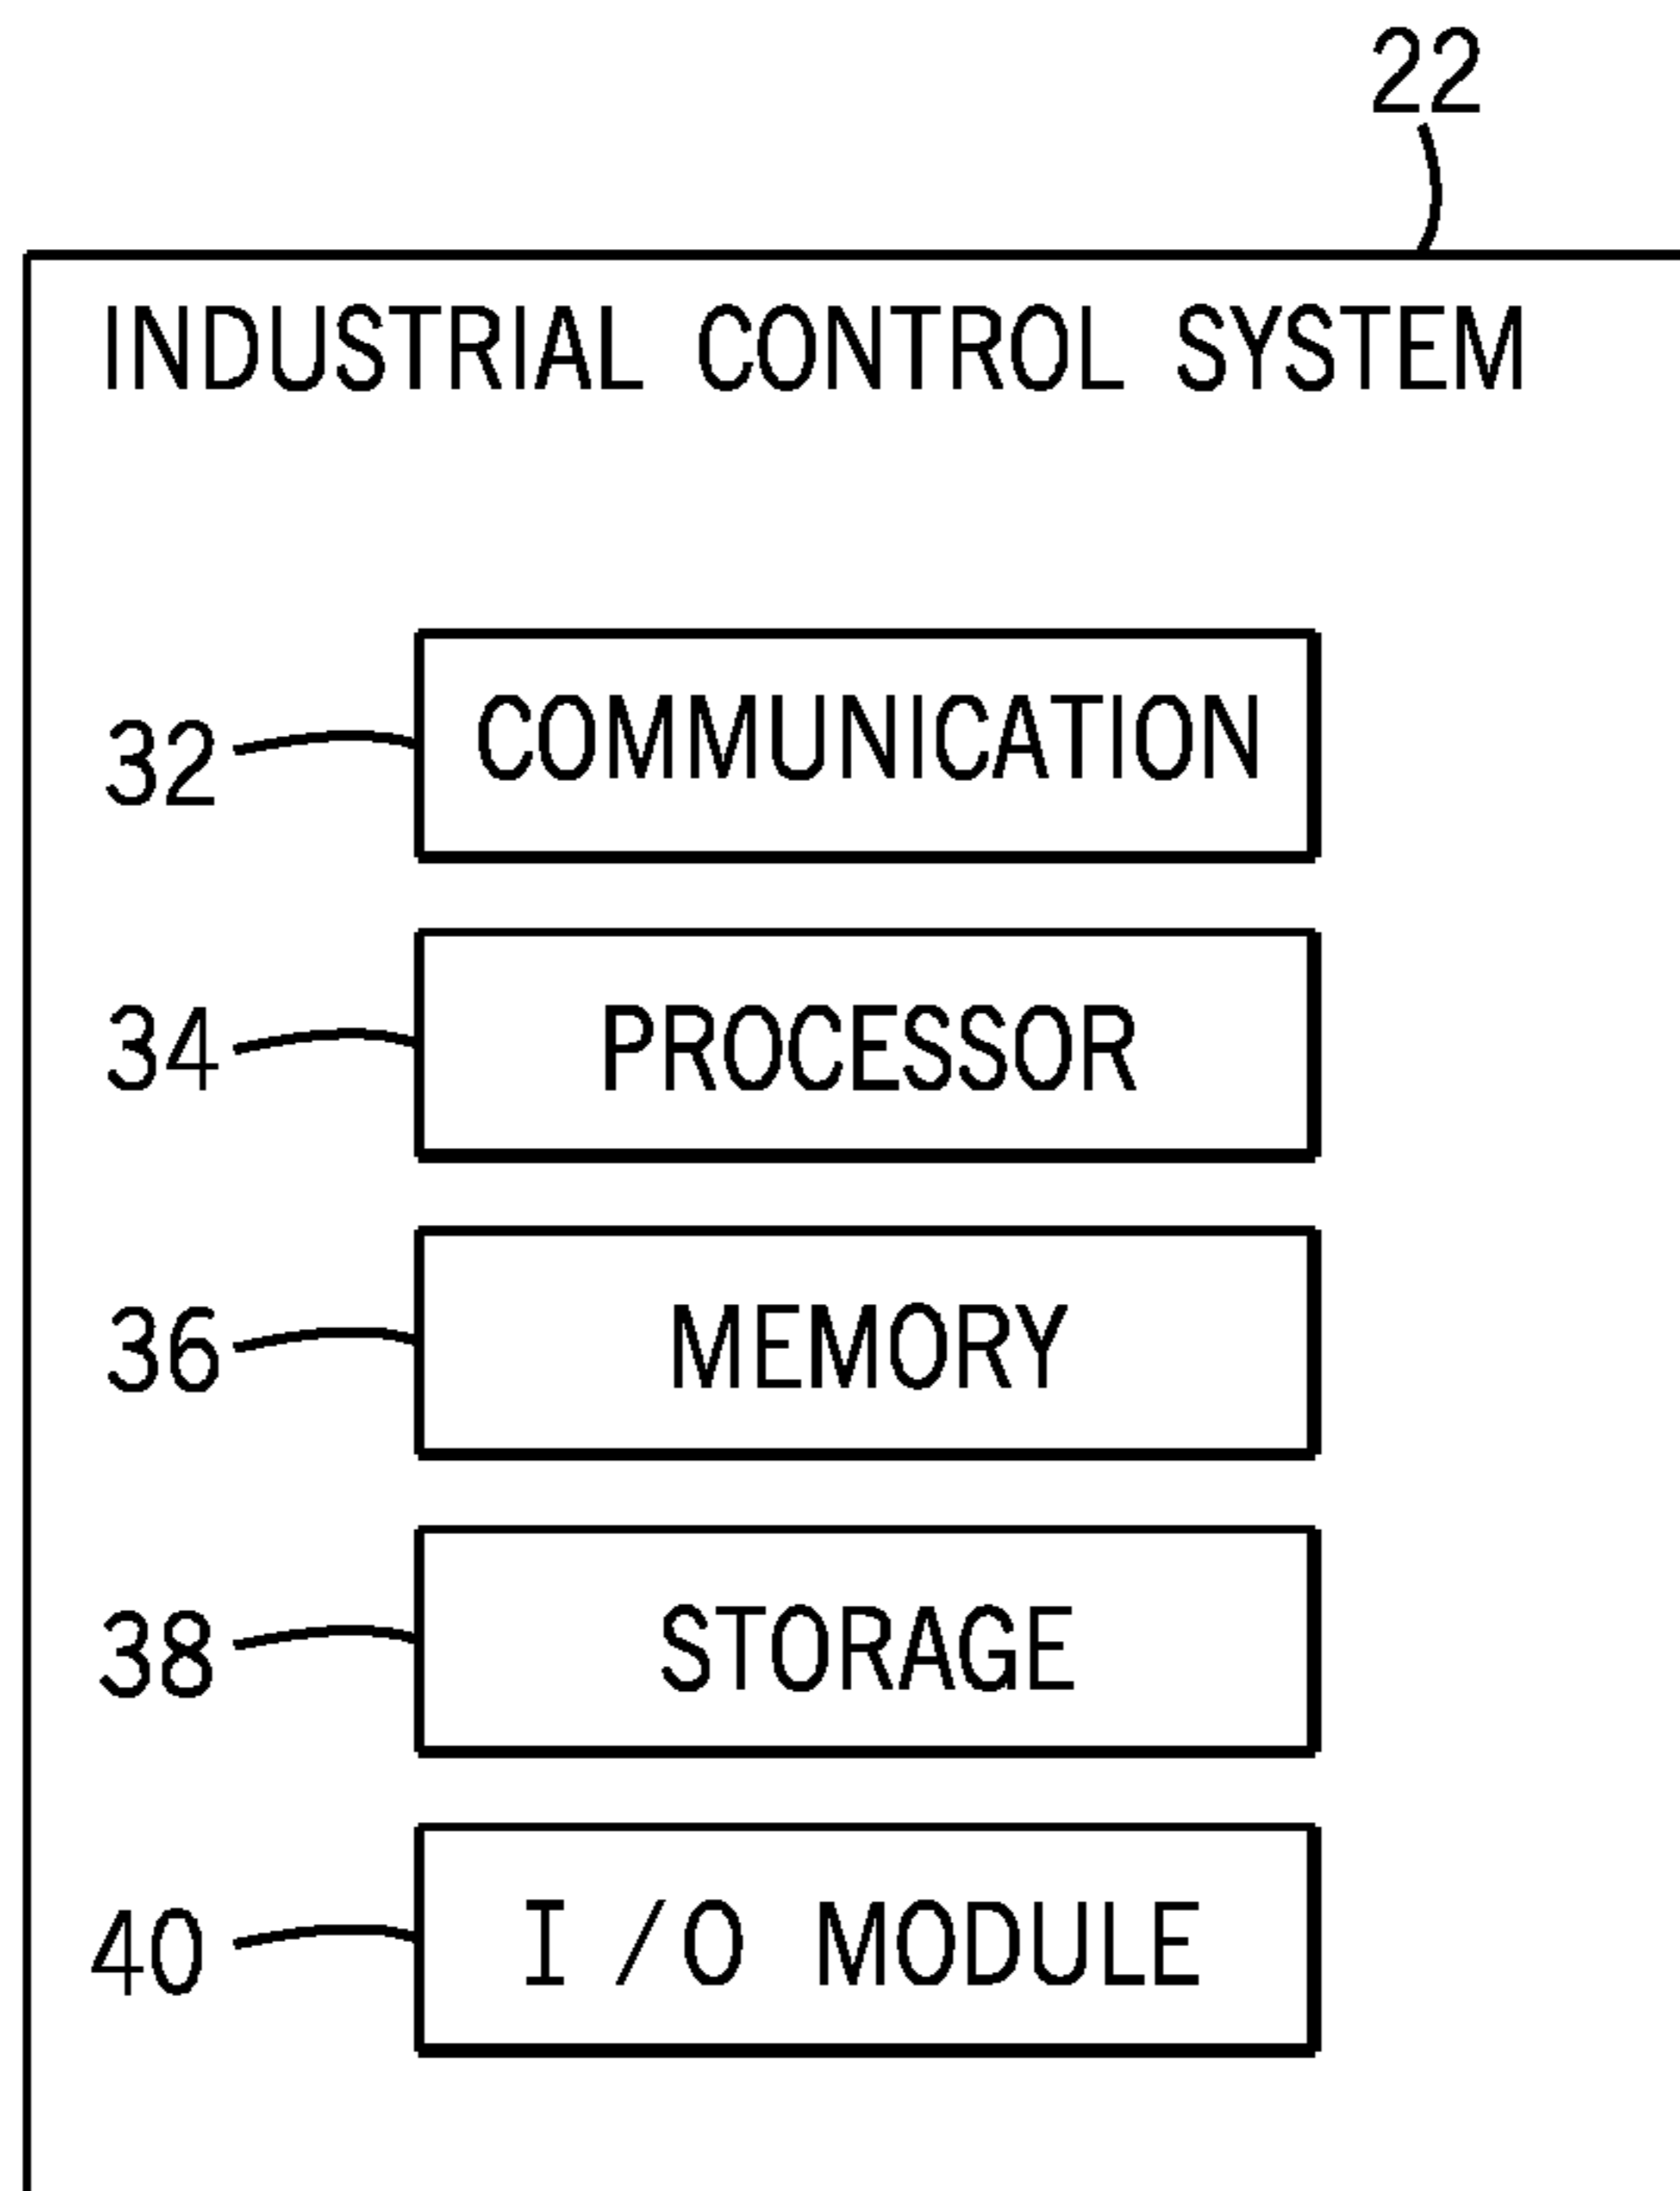 22
INDUSTRIAL CONTROL SYSTEM
32 COMMUNICATION
34 PROCESSOR
36 MEMORY
38 STORAGE
40 I/O MODULE